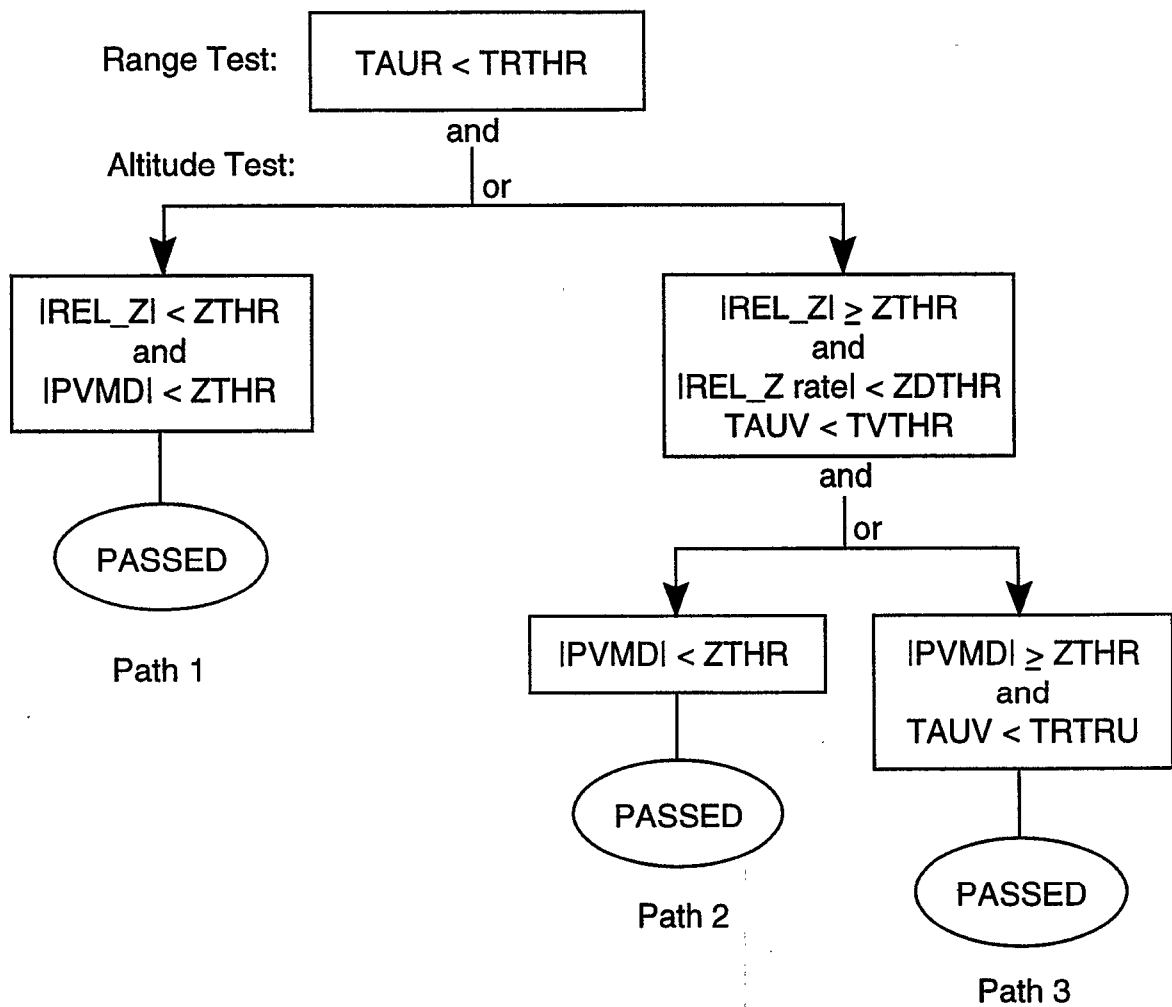 Range Test:
TAUR < TRTHR
and
Altitude Test:
or
|REL_Z| < ZTHR
and
|PVMD| < ZTHR
PASSED
Path 1
|REL_Z| ≥ ZTHR
and
|REL_Z rate| < ZDTHR
TAUV < TVTHR
and
or
|PVMD| < ZTHR
PASSED
Path 2
|PVMD| ≥ ZTHR
and
TAUV < TRTRU
PASSED
Path 3